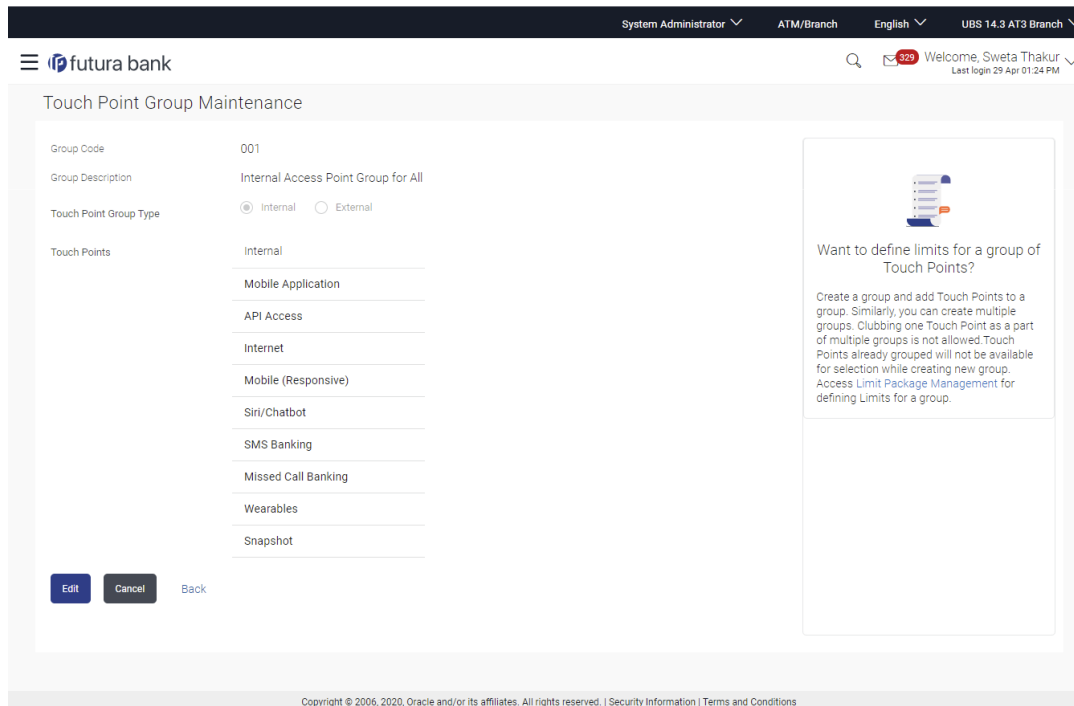 System Administrator ATM/Branch English UBS 14.3 AT3 Branch
futura bank 329 Welcome, Sweta Thakur
Last login 29 Apr 01:24 PM
Touch Point Group Maintenance
Group Code 001
Group Description Internal Access Point Group for All
Touch Point Group Type Internal External
Touch Points Internal
Mobile Application
API Access
Internet
Mobile (Responsive)
Siri/Chatbot
SMS Banking
Missed Call Banking
Wearables
Snapshot
Edit Cancel Back
Want to define limits for a group of
Touch Points?
Create a group and add Touch Points to a
group. Similarly, you can create multiple
groups. Clubbing one Touch Point as a part
of multiple groups is not allowed.Touch
Points already grouped will not be available
for selection while creating new group.
Access Limit Package Management for
defining Limits for a group.
Copyright © 2006, 2020, Oracle and/or its affiliates. All rights reserved. | Security Information | Terms and Conditions